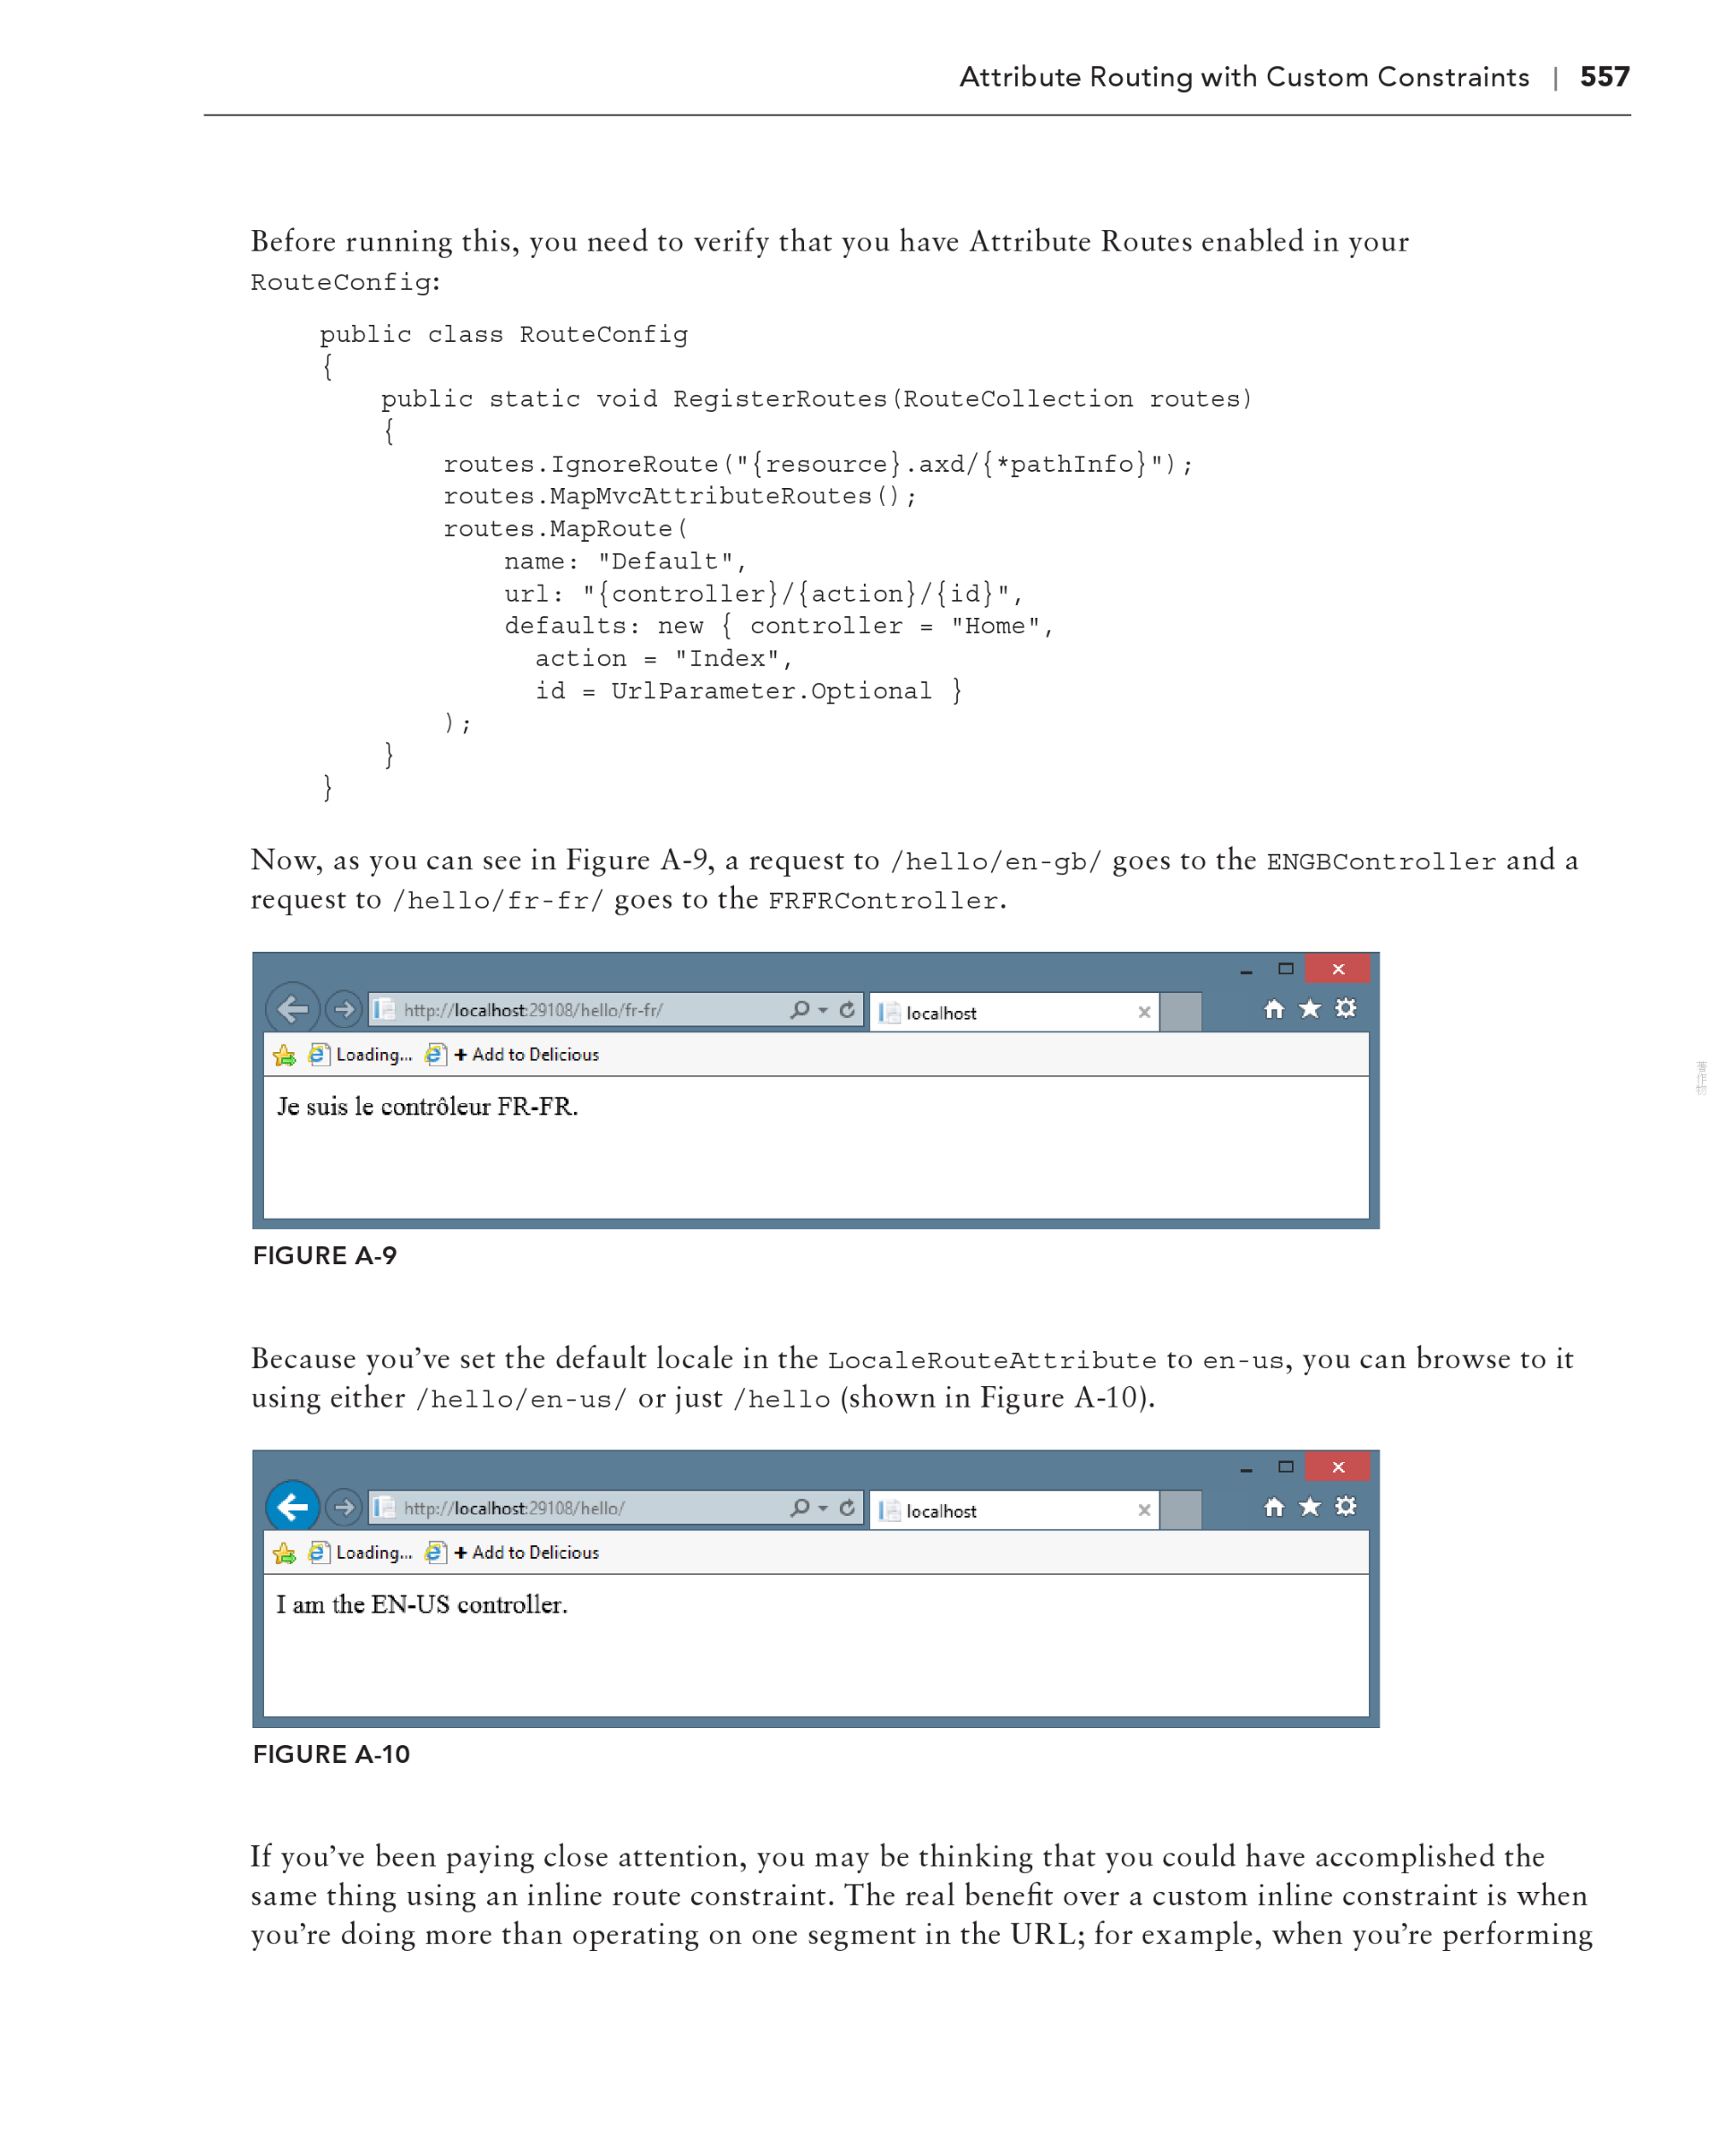 Attribute Routing with Custom Constraints | 557
Before running this, you need to verify that you have Attribute Routes enabled in your
RouteConfig:
public class RouteConfig
{
    public static void RegisterRoutes(RouteCollection routes)
    {
        routes.IgnoreRoute("{resource}.axd/{*pathInfo}");
        routes.MapMvcAttributeRoutes();
        routes.MapRoute(
            name: "Default",
            url: "{controller}/{action}/{id}",
            defaults: new { controller = "Home",
              action = "Index",
              id = UrlParameter.Optional }
        );
    }
}
Now, as you can see in Figure A-9, a request to /hello/en-gb/ goes to the ENGBController and a
request to /hello/fr-fr/ goes to the FRFRController.
http://localhost:29108/hello/fr-fr/ localhost
Loading... + Add to Delicious
Je suis le contrôleur FR-FR.
FIGURE A-9
Because you’ve set the default locale in the LocaleRouteAttribute to en-us, you can browse to it
using either /hello/en-us/ or just /hello (shown in Figure A-10).
http://localhost:29108/hello/ localhost
Loading... + Add to Delicious
I am the EN-US controller.
FIGURE A-10
If you’ve been paying close attention, you may be thinking that you could have accomplished the
same thing using an inline route constraint. The real benefit over a custom inline constraint is when
you’re doing more than operating on one segment in the URL; for example, when you’re performing
著作物